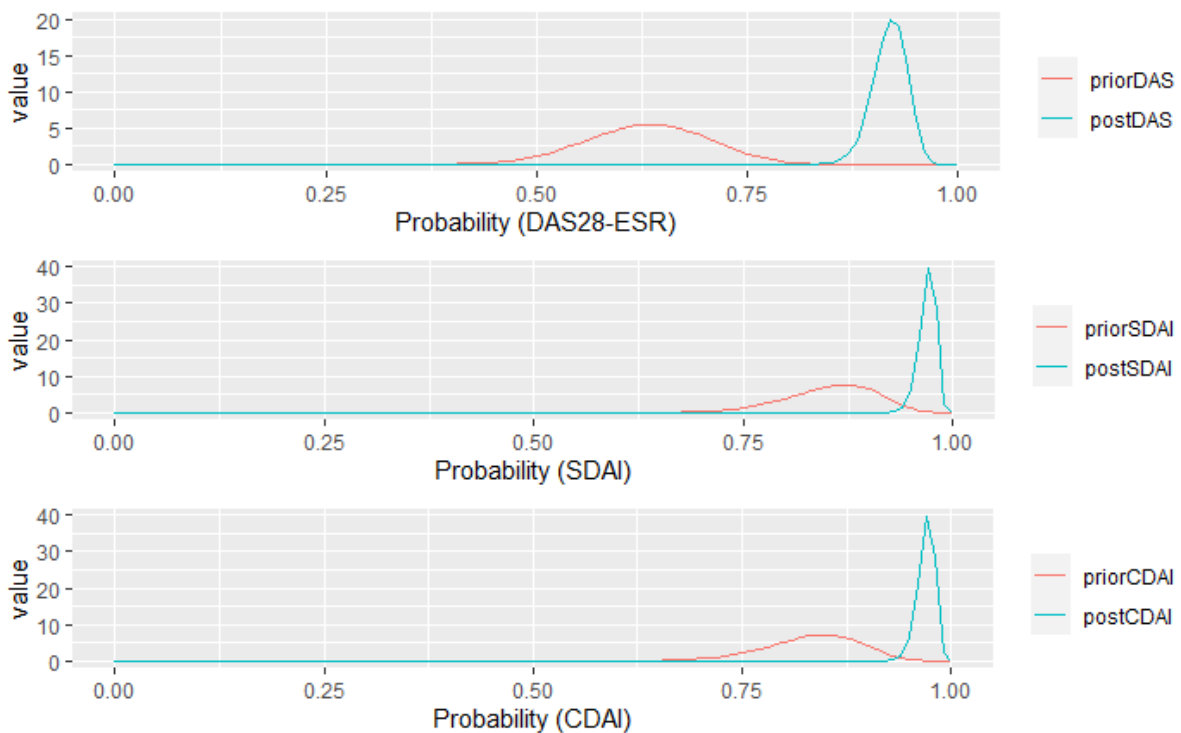 20
15
10
5
0
value
0.00 0.25 0.50 0.75 1.00
Probability (DAS28-ESR)
priorDAS
postDAS
40
30
20
10
0
value
0.00 0.25 0.50 0.75 1.00
Probability (SDAI)
priorSDAI
postSDAI
40
30
20
10
0
value
0.00 0.25 0.50 0.75 1.00
Probability (CDAI)
priorCDAI
postCDAI